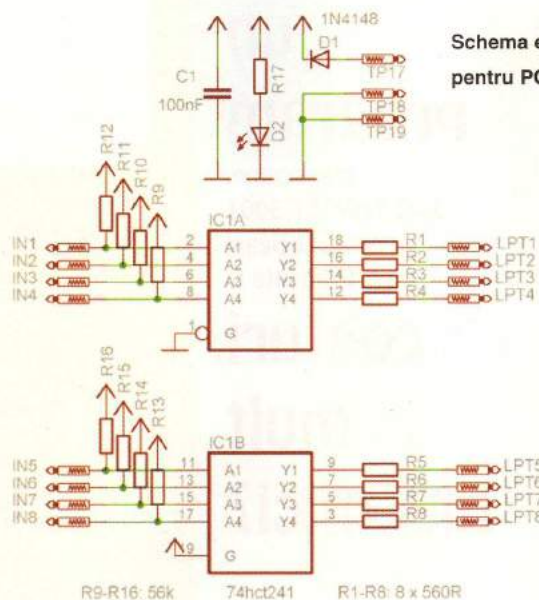 1N4148
D1
Schema e
pentru PC
TP17
C1
100nF
R17
TP18
TP19
D2
R12
R11
R10
R9
IC1A
IN1 2 A1 Y1 18 R1 LPT1
IN2 4 A2 Y2 16 R2 LPT2
IN3 6 A3 Y3 14 R3 LPT3
IN4 8 A4 Y4 12 R4 LPT4
1 G
R16
R15
R14
R13
IC1B
IN5 11 A1 Y1 9 R5 LPT5
IN6 13 A2 Y2 7 R6 LPT6
IN7 15 A3 Y3 5 R7 LPT7
IN8 17 A4 Y4 3 R8 LPT8
19 G
R9-R16: 56k 74hct241 R1-R8: 8 x 560R